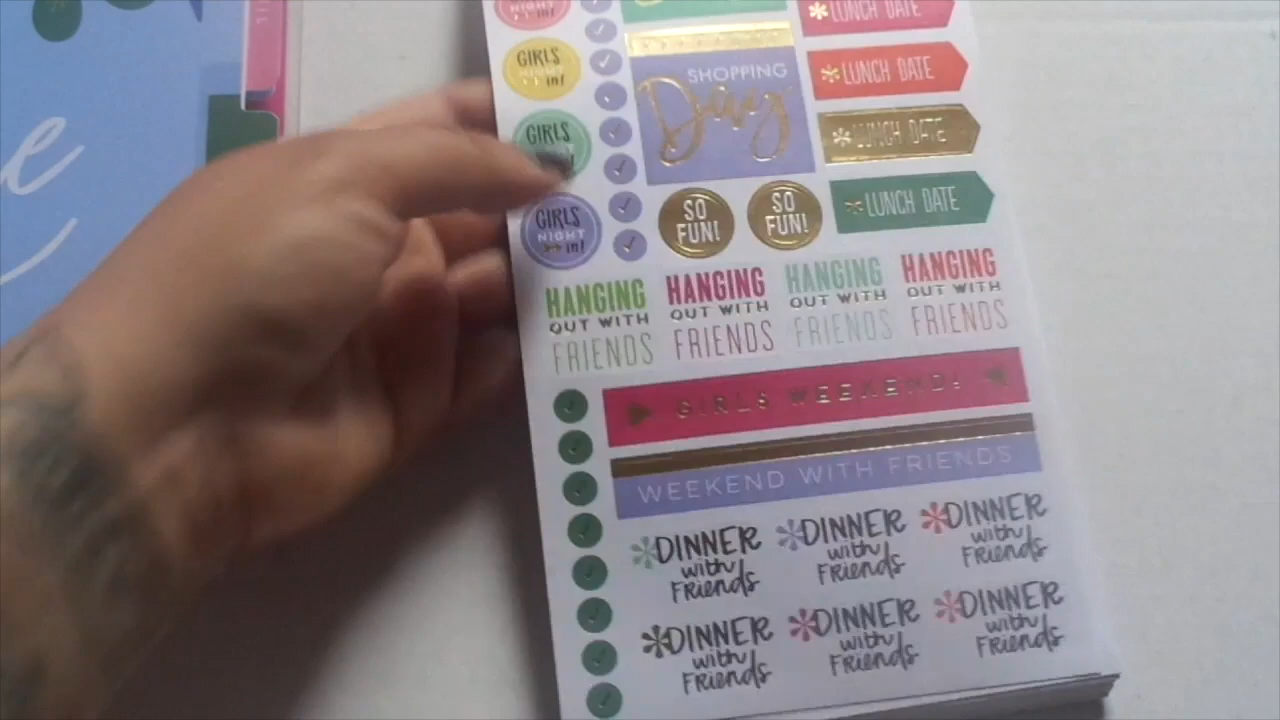 LUNCH DATE
GIRLS
in!
SHOPPING
Day
LUNCH DATE
GIRLS
LUNCH DATE
GIRLS
NIGHT
in!
SO
FUN!
SO
FUN!
LUNCH DATE
HANGING
OUT WITH
FRIENDS
HANGING
OUT WITH
FRIENDS
HANGING
OUT WITH
FRIENDS
HANGING
OUT WITH
FRIENDS
GIRLS WEEKEND!
WEEKEND WITH FRIENDS
DINNER
with
FRiends
DINNER
with
FRiends
DINNER
with
FRiends
DINNER
with
FRiends
DINNER
with
FRiends
DINNER
with
FRiends